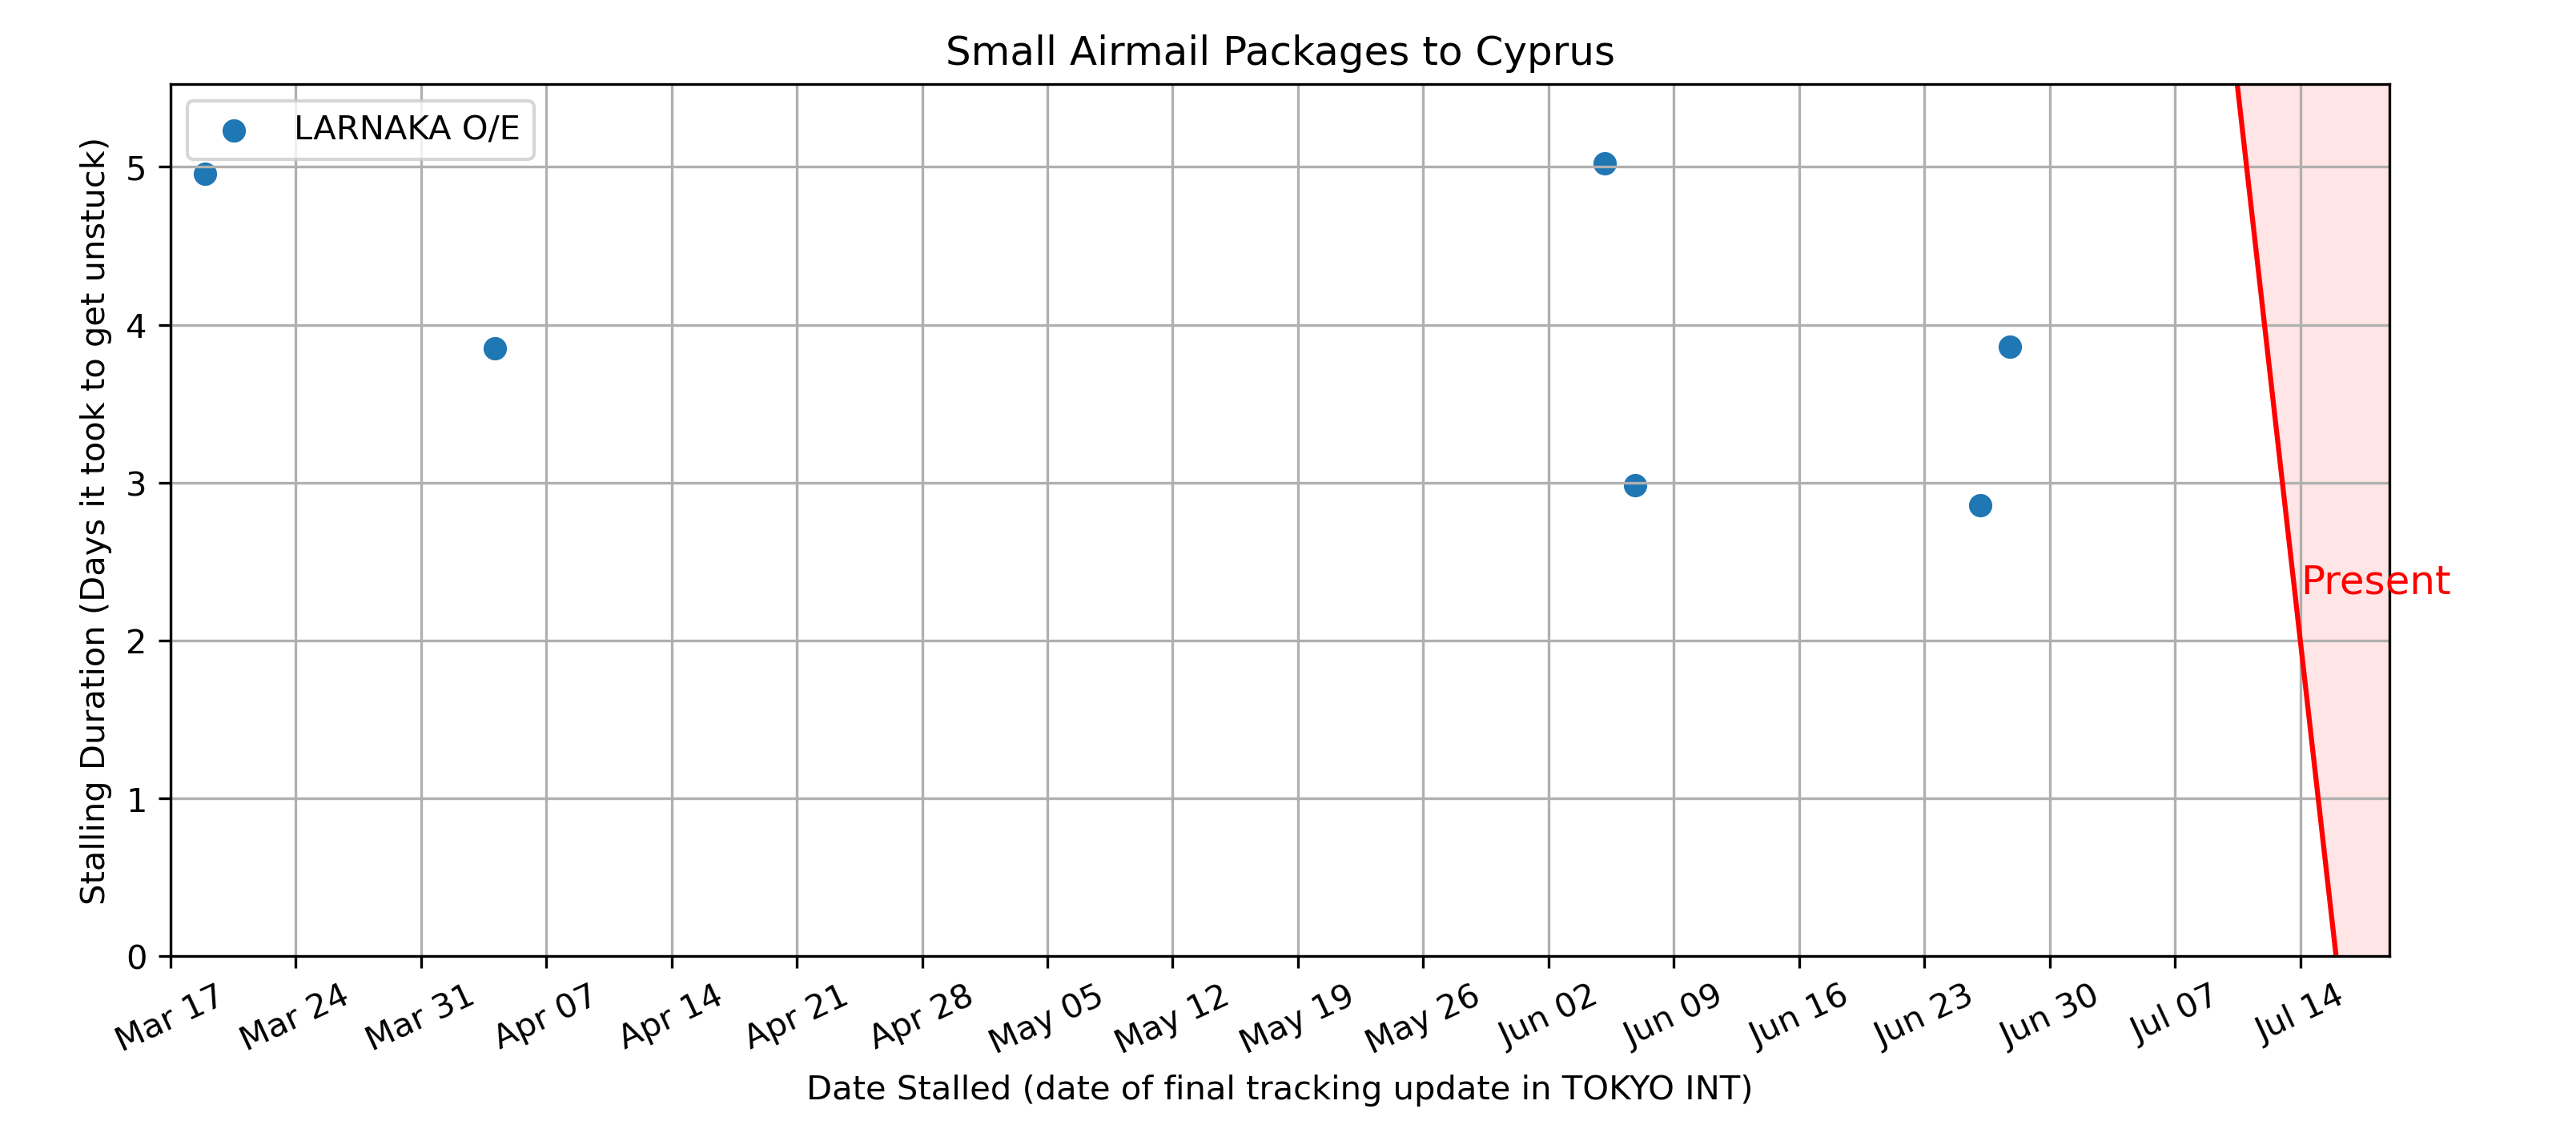 Small Airmail Packages to Cyprus
LARNAKA O/E
Stalling Duration (Days it took to get unstuck)
5
4
3
2
1
0
Present
Mar 17 Mar 24 Mar 31 Apr 07 Apr 14 Apr 21 Apr 28 May 05 May 12 May 19 May 26 Jun 02 Jun 09 Jun 16 Jun 23 Jun 30 Jul 07 Jul 14
Date Stalled (date of final tracking update in TOKYO INT)